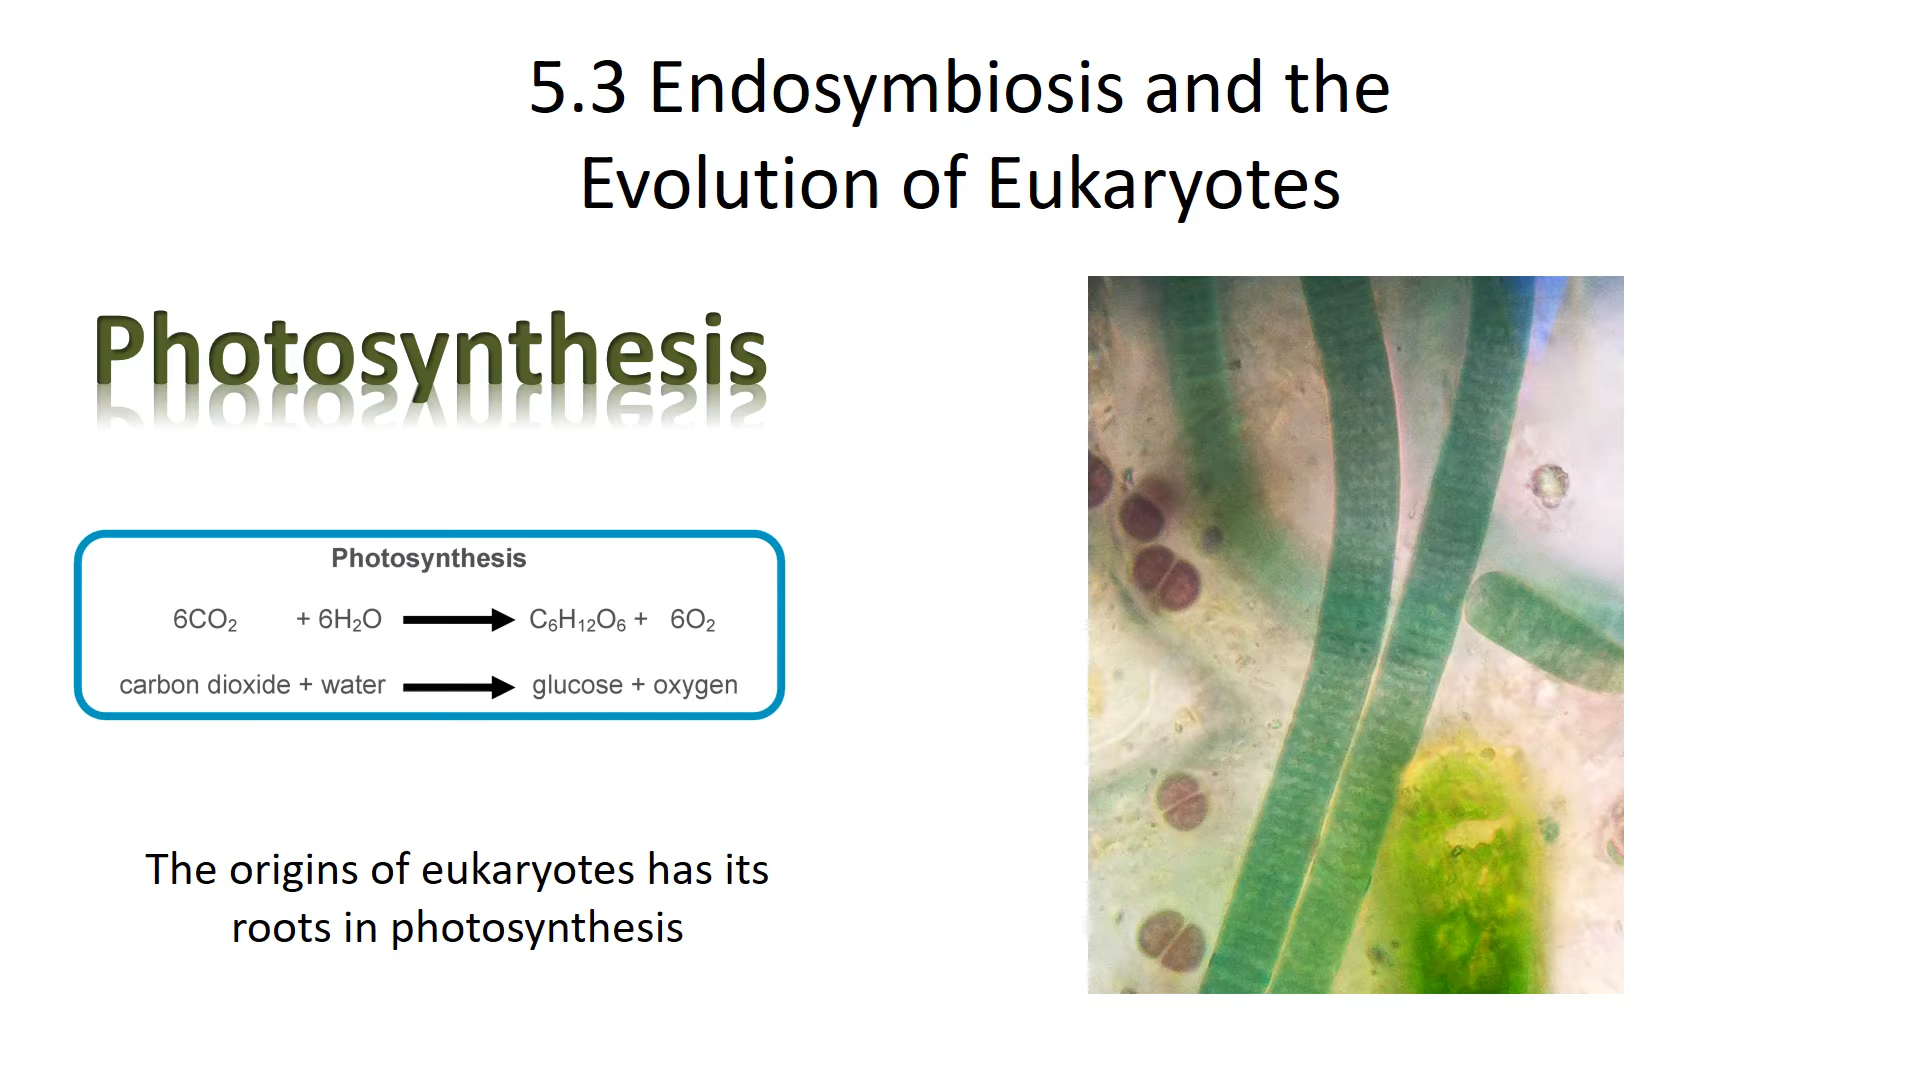 5.3 Endosymbiosis and the
Evolution of Eukaryotes
Photosynthesis
Photosynthesis
6CO₂ + 6H₂O → C₆H₁₂O₆ + 6O₂
carbon dioxide + water → glucose + oxygen
The origins of eukaryotes has its
roots in photosynthesis